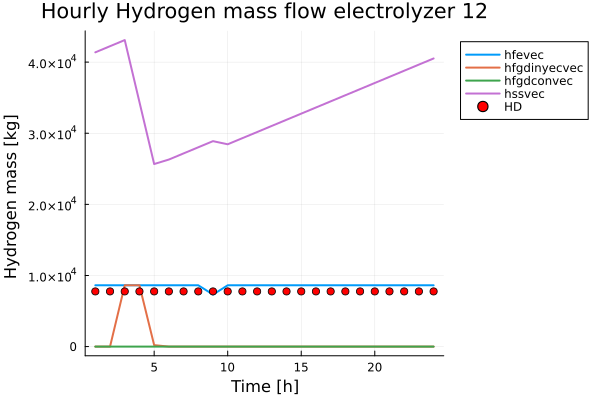 Hourly Hydrogen mass flow electrolyzer 12
Hydrogen mass [kg]
4.0×10⁴
3.0×10⁴
2.0×10⁴
1.0×10⁴
0
5 10 15 20
Time [h]
hfevec
hfgdinyecvec
hfgdconvec
hssvec
HD